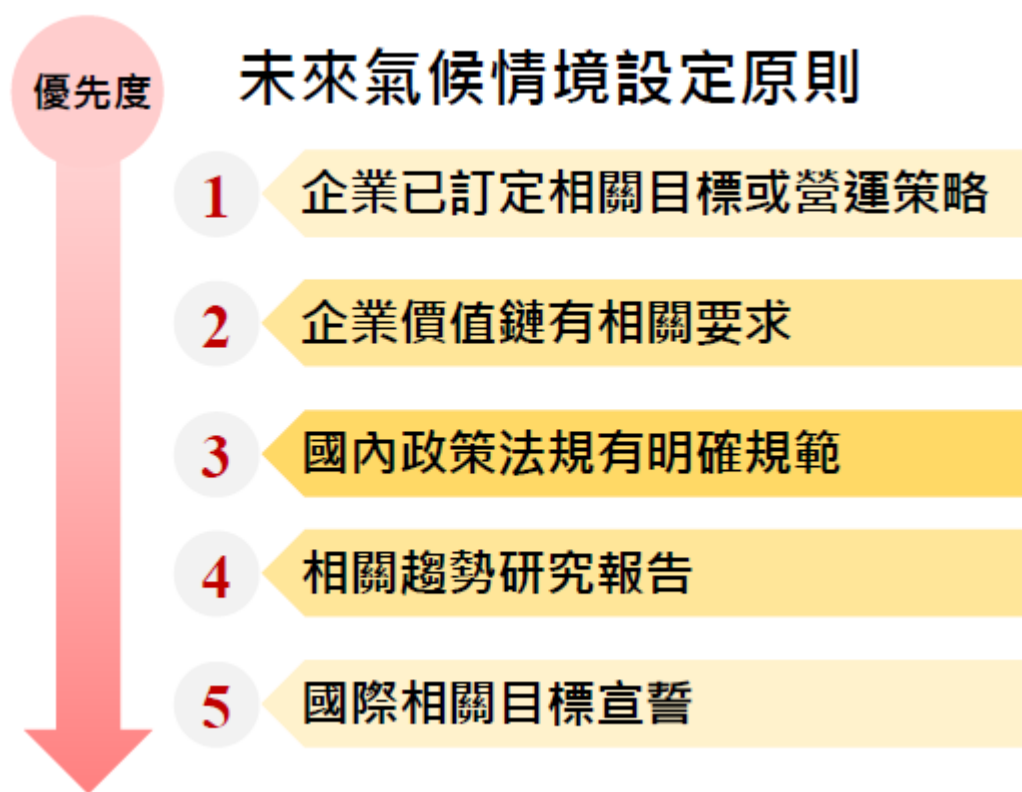 優先度
未來氣候情境設定原則
1 企業已訂定相關目標或營運策略
2 企業價值鏈有相關要求
3 國內政策法規有明確規範
4 相關趨勢研究報告
5 國際相關目標宣誓